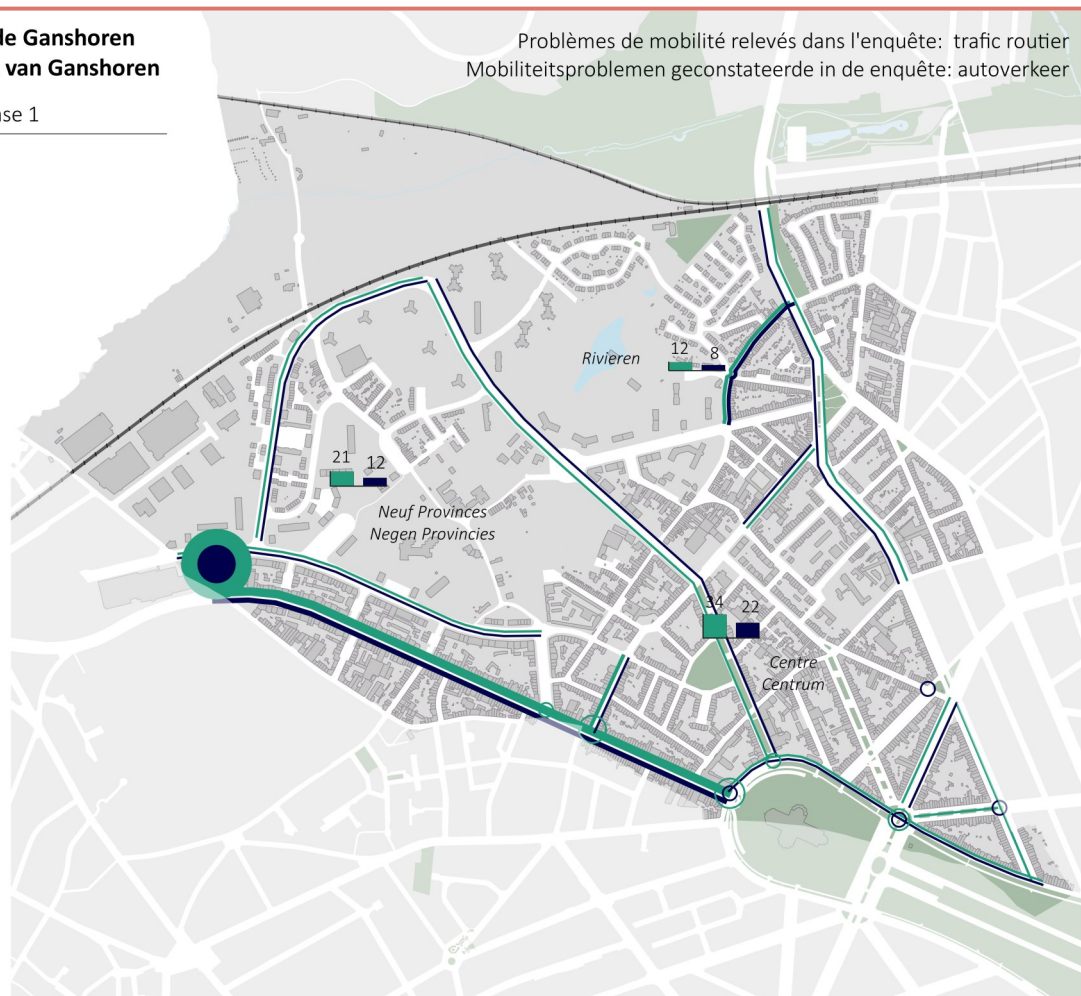 de Ganshoren
van Ganshoren
Problèmes de mobilité relevés dans l'enquête: trafic routier
Mobiliteitsproblemen geconstateerde in de enquête: autoverkeer
se 1
Rivieren
12
8
21
12
Neuf Provinces
Negen Provincies
34
22
Centre
Centrum